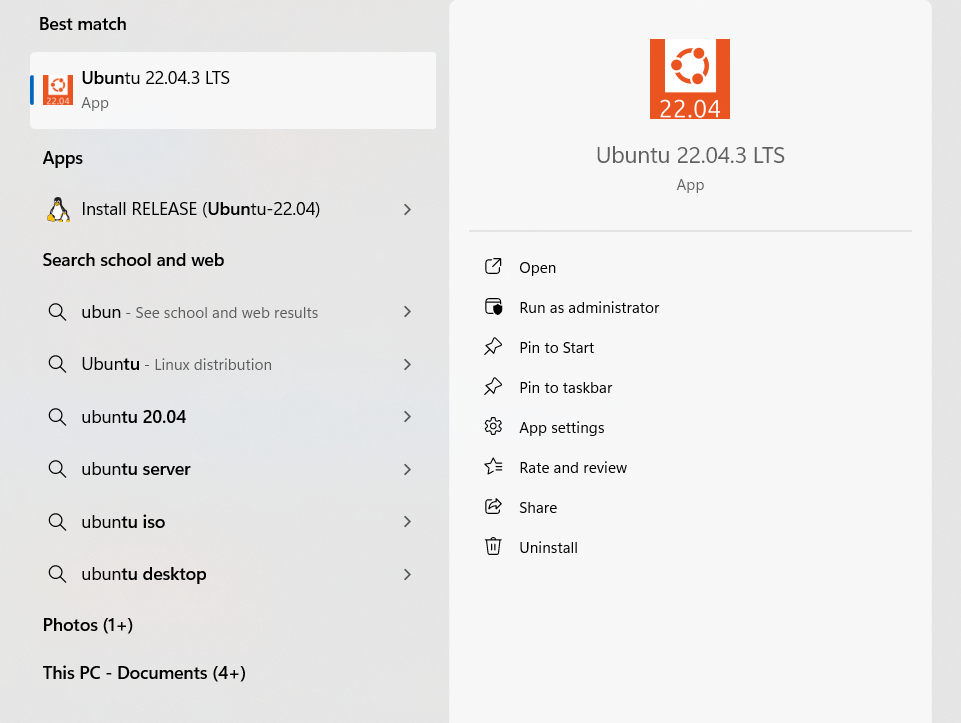 Best match
Ubuntu 22.04.3 LTS
22.04
App
Apps
Install RELEASE (Ubuntu-22.04)
Search school and web
ubun - See school and web results
Ubuntu - Linux distribution
ubuntu 20.04
ubuntu server
ubuntu iso
ubuntu desktop
Photos (1+)
This PC - Documents (4+)
22.04
Ubuntu 22.04.3 LTS
App
Open
Run as administrator
Pin to Start
Pin to taskbar
App settings
Rate and review
Share
Uninstall